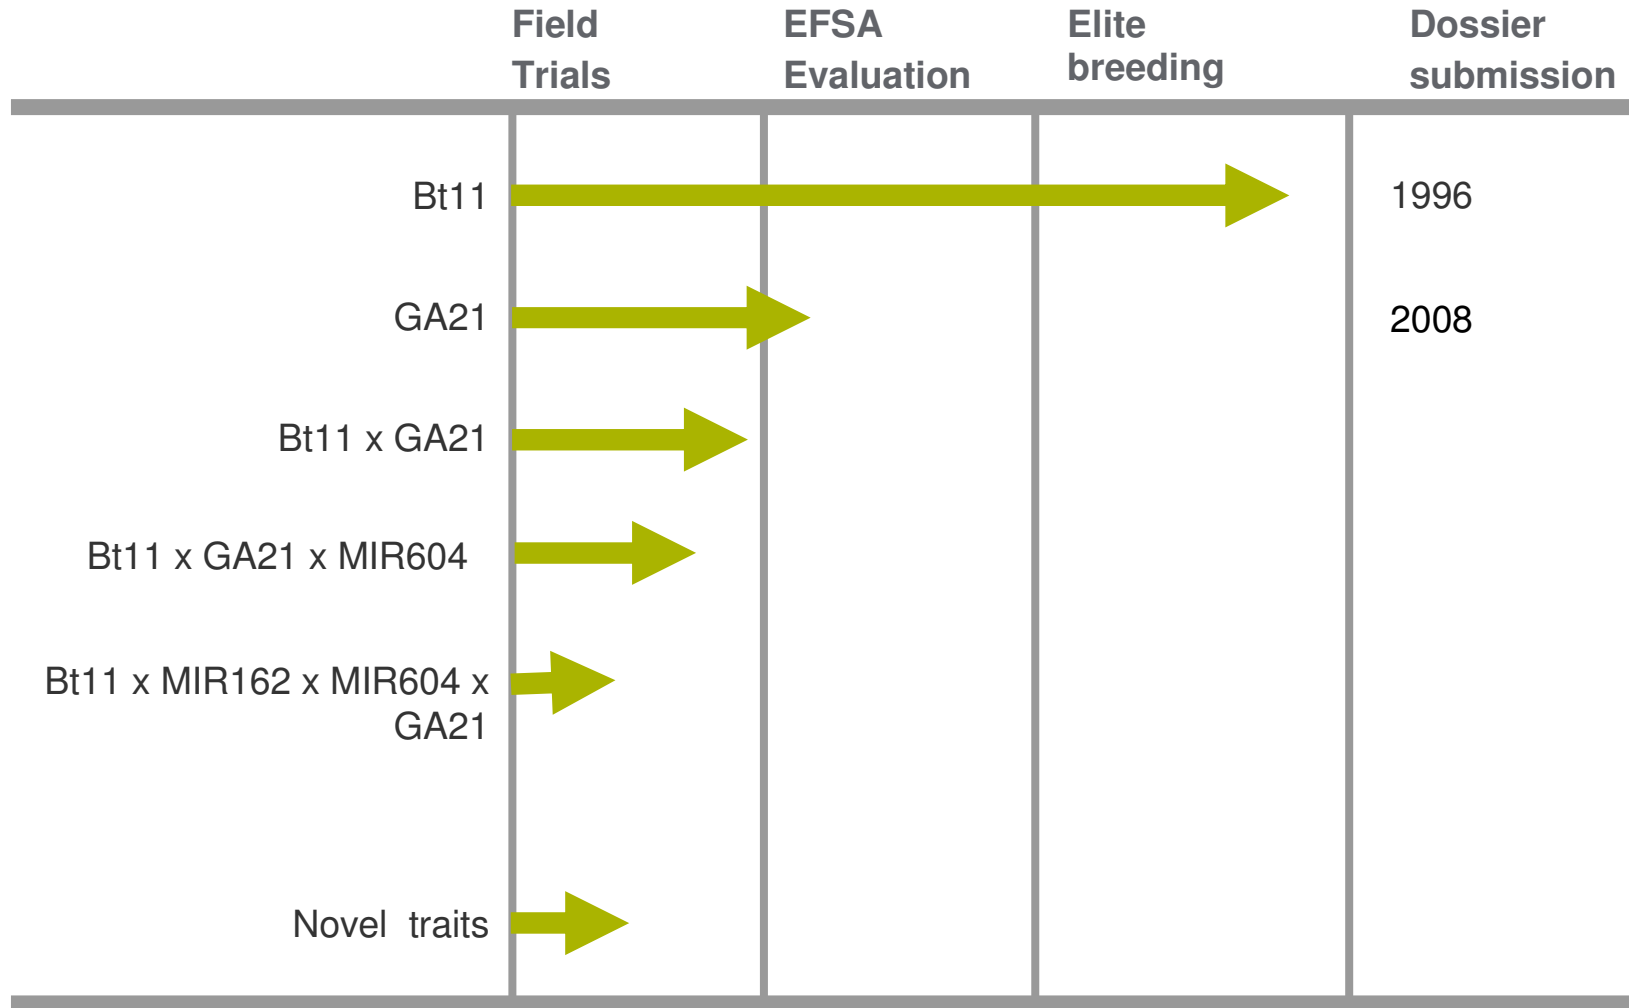 Field
Trials
EFSA
Evaluation
Elite
breeding
Dossier
submission
Bt11
1996
GA21
2008
Bt11 x GA21
Bt11 x GA21 x MIR604
Bt11 x MIR162 x MIR604 x
GA21
Novel traits